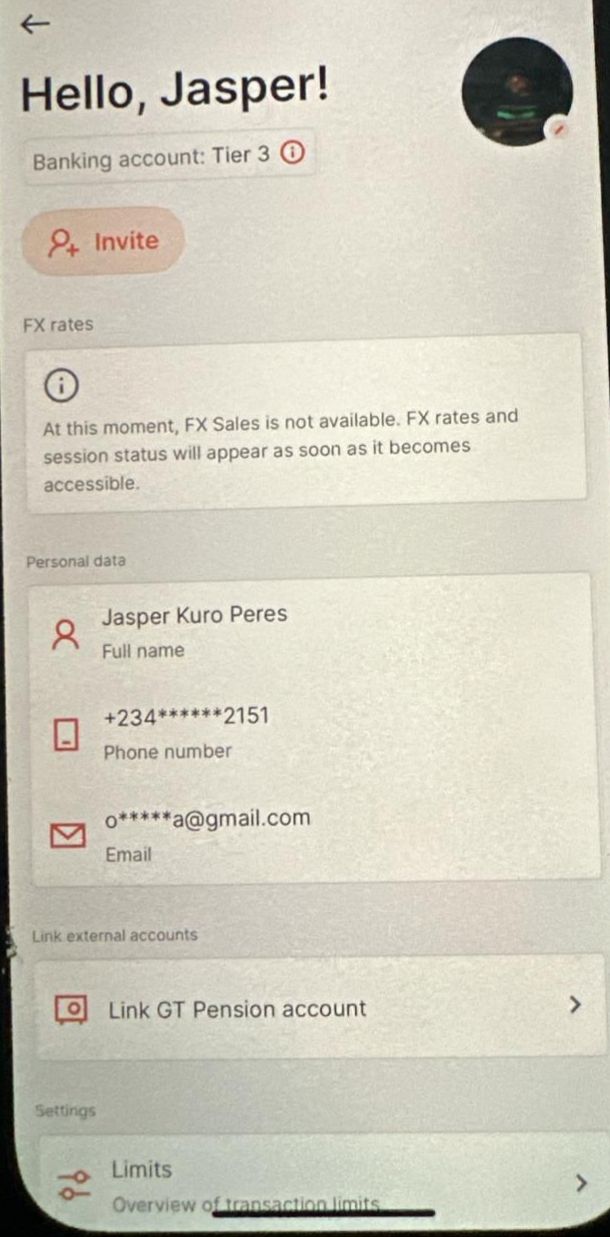 Hello, Jasper!
Banking account: Tier 3
Invite
FX rates
At this moment, FX Sales is not available. FX rates and
session status will appear as soon as it becomes
accessible.
Personal data
Jasper Kuro Peres
Full name
+234******2151
Phone number
o*****a@gmail.com
Email
Link external accounts
Link GT Pension account
Settings
Limits
Overview of transaction limits